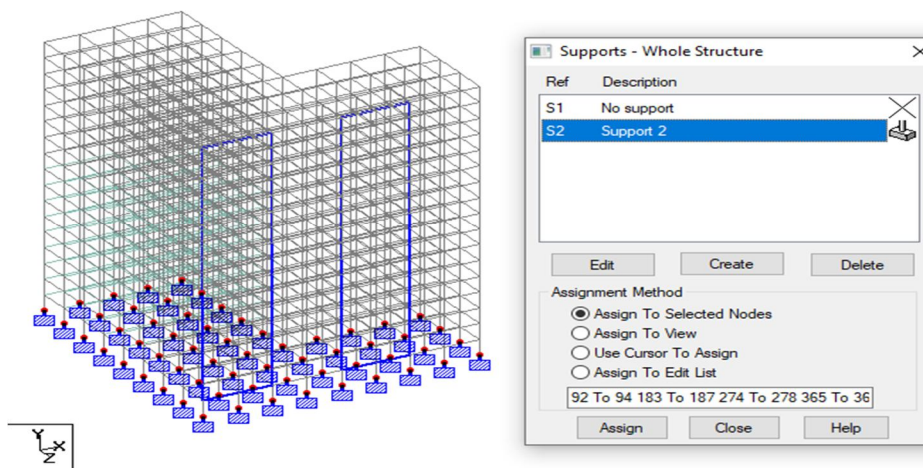 Supports - Whole Structure
Ref Description
S1 No support
S2 Support 2
Edit Create Delete
Assignment Method
Assign To Selected Nodes
Assign To View
Use Cursor To Assign
Assign To Edit List
92 To 94 183 To 187 274 To 278 365 To 36
Assign Close Help
Y
X
Z